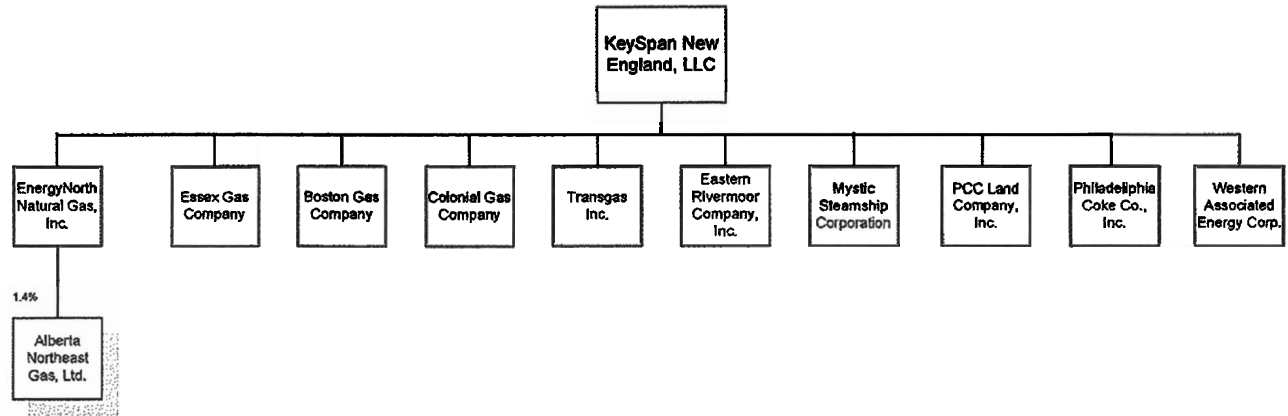 KeySpan New
England, LLC
EnergyNorth
Natural Gas,
Inc.
Essex Gas
Company
Boston Gas
Company
Colonial Gas
Company
Transgas
Inc.
Eastern
Rivermoor
Company,
Inc.
Mystic
Steamship
Corporation
PCC Land
Company,
Inc.
Philadelphia
Coke Co.,
Inc.
Western
Associated
Energy Corp.
1.4%
Alberta
Northeast
Gas, Ltd.